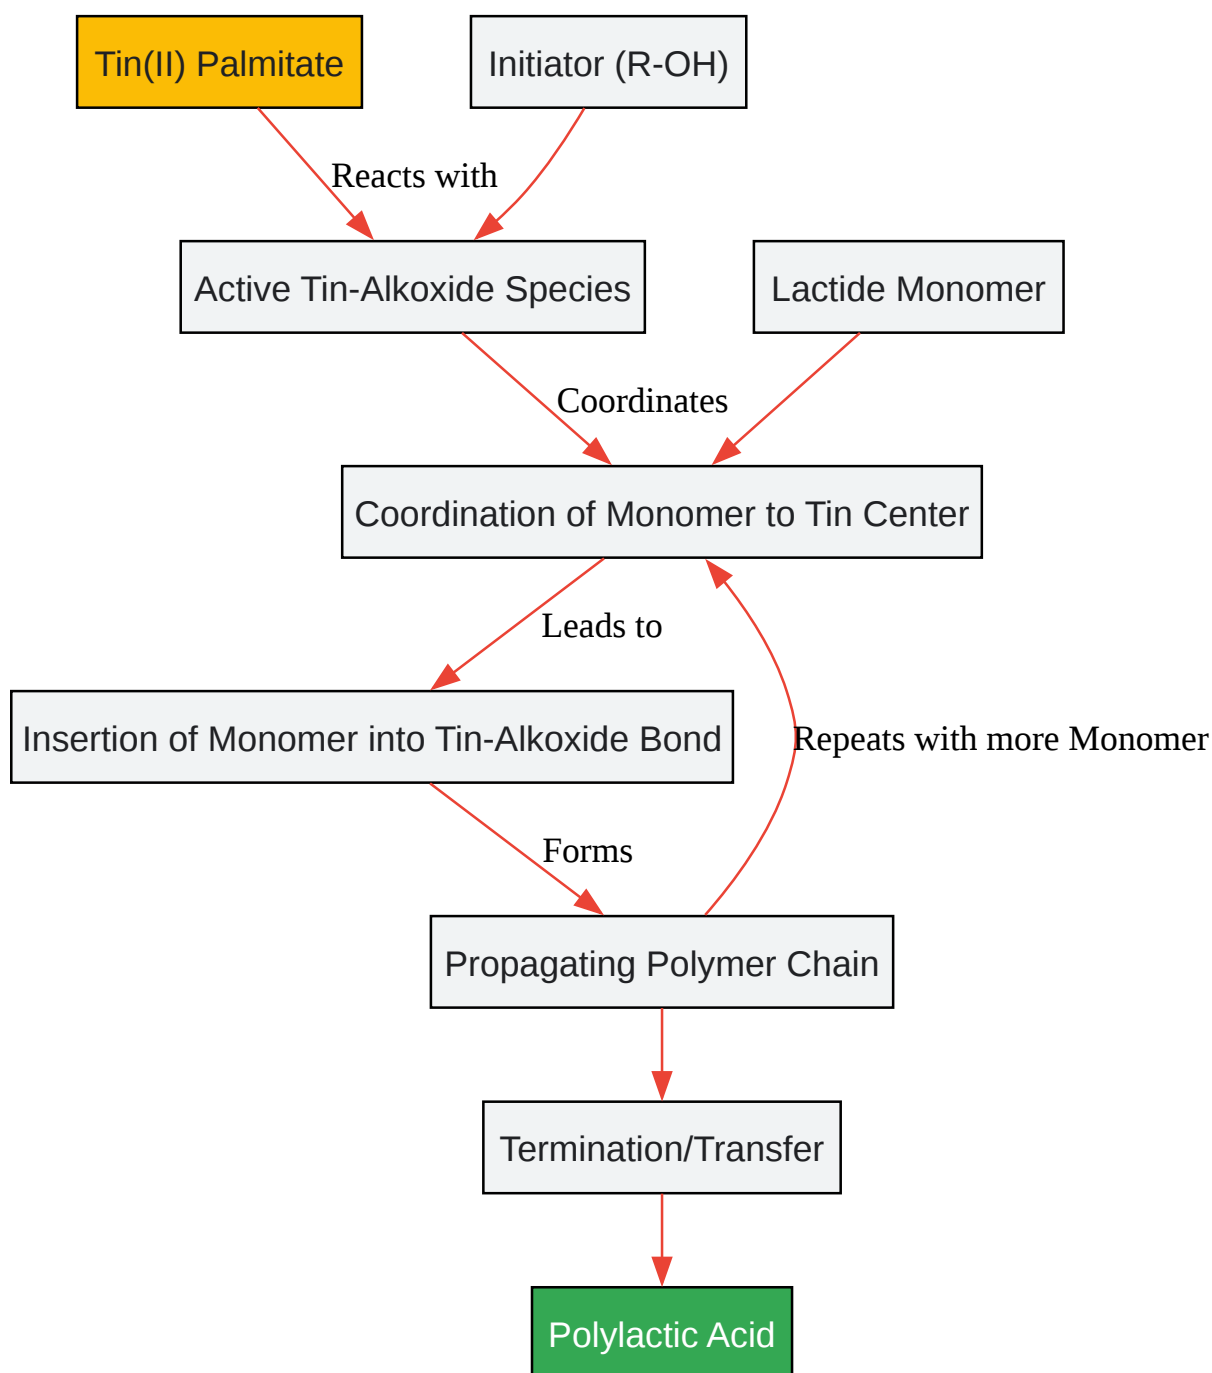 Tin(II) Palmitate
Initiator (R-OH)
Reacts with
Active Tin-Alkoxide Species
Lactide Monomer
Coordinates
Coordination of Monomer to Tin Center
Leads to
Insertion of Monomer into Tin-Alkoxide Bond
Repeats with more Monomer
Forms
Propagating Polymer Chain
Termination/Transfer
Polylactic Acid